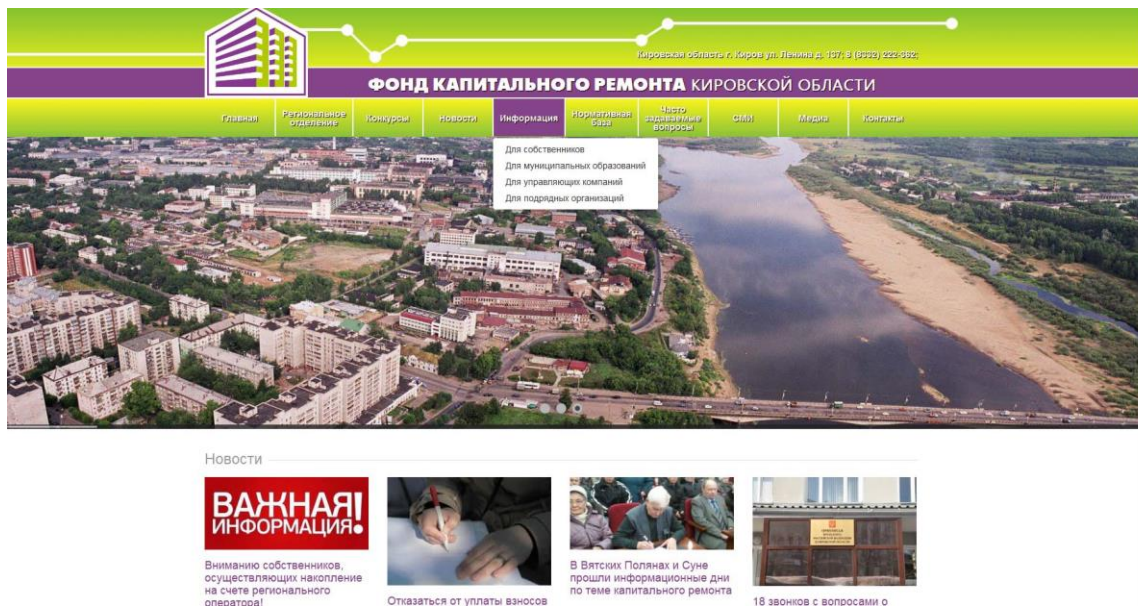 Кировская область г. Киров ул. Ленина д. 137; 8 (8332) 222-382;
ФОНД КАПИТАЛЬНОГО РЕМОНТА КИРОВСКОЙ ОБЛАСТИ
Главная
Региональное
отделение
Конкурсы
Новости
Информация
Нормативная
база
Часто
задаваемые
вопросы
СМИ
Медиа
Контакты
Для собственников
Для муниципальных образований
Для управляющих компаний
Для подрядных организаций
Новости
ВАЖНАЯ!
ИНФОРМАЦИЯ
Вниманию собственников,
осуществляющих накопление
на счете регионального
оператора!
Отказаться от уплаты взносов
В Вятских Полянах и Суне
прошли информационные дни
по теме капитального ремонта
18 звонков с вопросами о